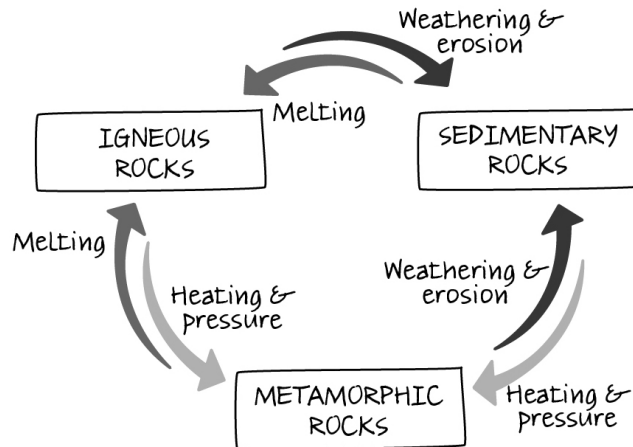 Weathering &
erosion
Melting
IGNEOUS
ROCKS
SEDIMENTARY
ROCKS
Melting
Heating &
pressure
Weathering &
erosion
METAMORPHIC
ROCKS
Heating &
pressure